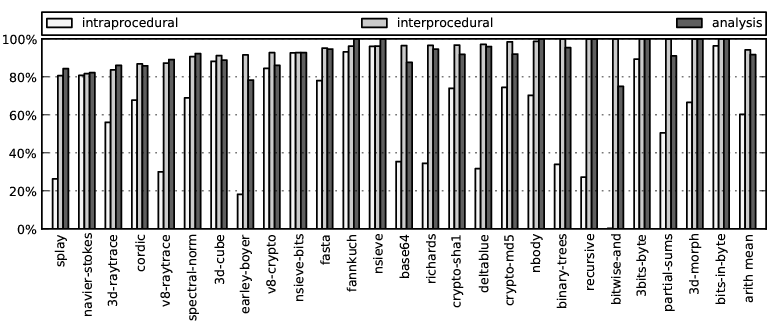 intraprocedural interprocedural analysis
100%
80%
60%
40%
20%
0%
splay
navier-stokes
3d-raytrace
cordic
v8-raytrace
spectral-norm
3d-cube
earley-boyer
v8-crypto
nsieve-bits
fasta
fannkuch
nsieve
base64
richards
crypto-sha1
deltablue
crypto-md5
nbody
binary-trees
recursive
bitwise-and
3bits-byte
partial-sums
3d-morph
bits-in-byte
arith mean